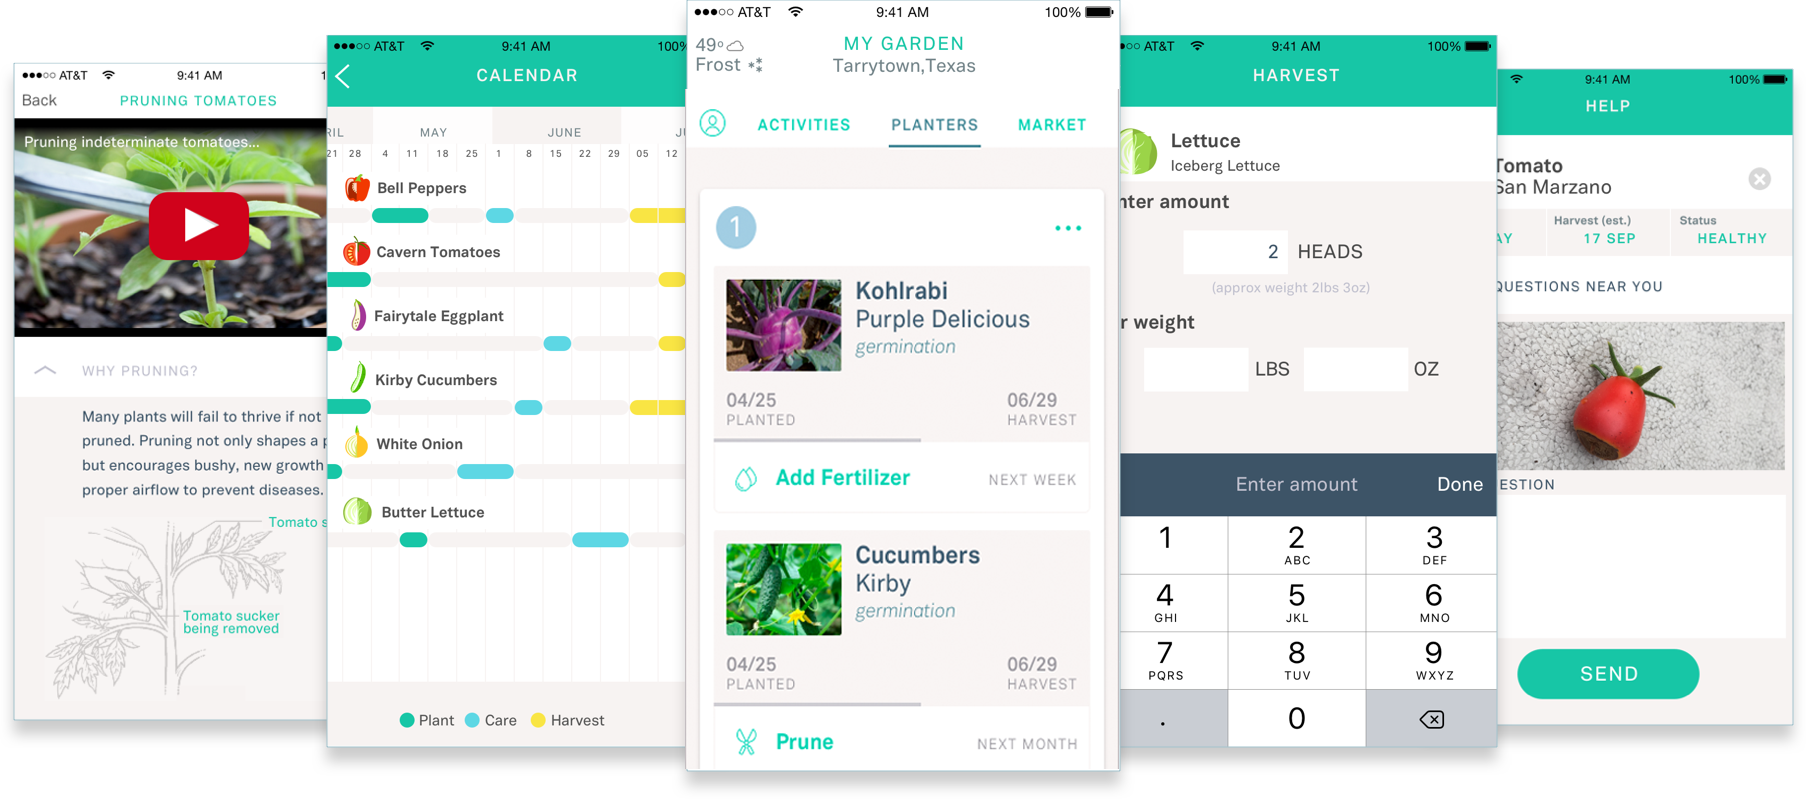 AT&T 9:41 AM 1
Back PRUNING TOMATOES
Pruning indeterminate tomatoes...
WHY PRUNING?
Many plants will fail to thrive if not
pruned. Pruning not only shapes a p
but encourages bushy, new growth
proper airflow to prevent diseases.
Tomato s
Tomato sucker
being removed
AT&T 9:41 AM 100%
CALENDAR
RIL MAY JUNE JU
21 28 4 11 18 25 1 8 15 22 29 05 12
Bell Peppers
Cavern Tomatoes
Fairytale Eggplant
Kirby Cucumbers
White Onion
Butter Lettuce
Plant Care Harvest
AT&T 9:41 AM 100%
49° MY GARDEN
Frost Tarrytown,Texas
ACTIVITIES PLANTERS MARKET
1
Kohlrabi
Purple Delicious
germination
04/25 06/29
PLANTED HARVEST
Add Fertilizer NEXT WEEK
Cucumbers
Kirby
germination
04/25 06/29
PLANTED HARVEST
Prune NEXT MONTH
AT&T 9:41 AM 100%
HARVEST
Lettuce
Iceberg Lettuce
nter amount
2 HEADS
(approx weight 2lbs 3oz)
r weight
LBS OZ
Enter amount Done
1 2 3
ABC DEF
4 5 6
GHI JKL MNO
7 8 9
PQRS TUV WXYZ
. 0
9:41 AM 100%
HELP
Tomato
San Marzano
Harvest (est.) Status
AY 17 SEP HEALTHY
QUESTIONS NEAR YOU
ESTION
SEND